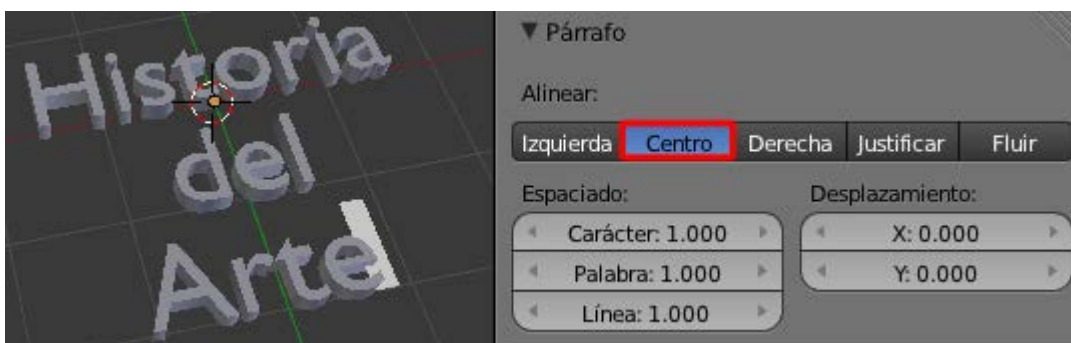 Historia
del
Arte
Párrafo
Alinear:
Izquierda Centro Derecha Justificar Fluir
Espaciado: Desplazamiento:
Carácter: 1.000 X: 0.000
Palabra: 1.000 Y: 0.000
Línea: 1.000